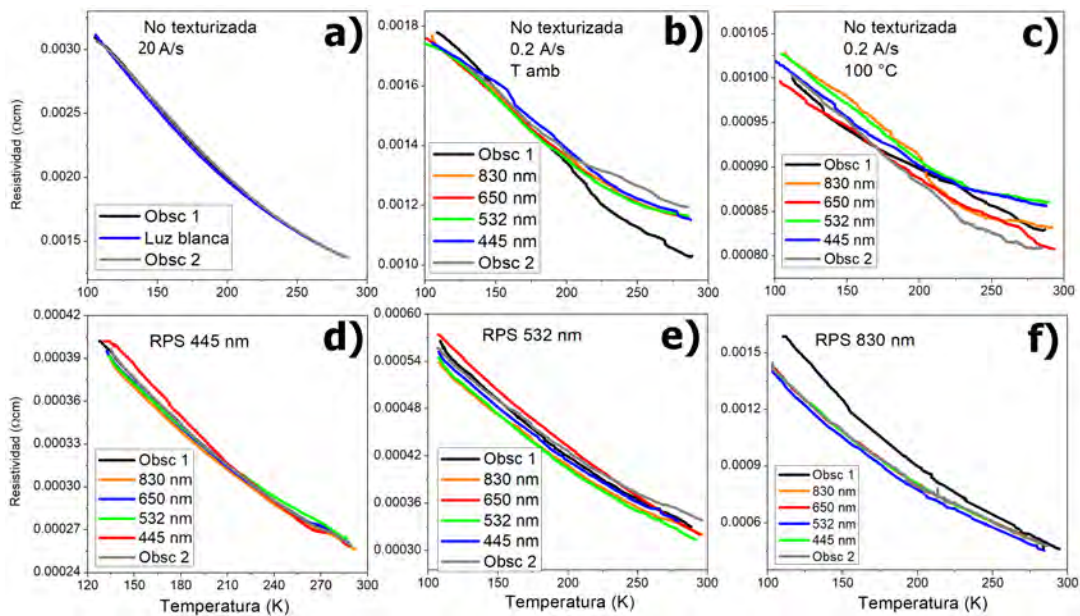 Resistividad (Ωcm)
0.0030
0.0025
0.0020
0.0015
No texturizada
20 A/s
a)
Obsc 1
Luz blanca
Obsc 2
100 150 200 250 300
0.0018
0.0016
0.0014
0.0012
0.0010
No texturizada
0.2 A/s
T amb
b)
Obsc 1
830 nm
650 nm
532 nm
445 nm
Obsc 2
100 150 200 250 300
0.00105
0.00100
0.00095
0.00090
0.00085
0.00080
No texturizada
0.2 A/s
100 °C
c)
Obsc 1
830 nm
650 nm
532 nm
445 nm
Obsc 2
100 150 200 250 300
Resistividad (Ωcm)
0.00042
0.00039
0.00036
0.00033
0.00030
0.00027
0.00024
RPS 445 nm
d)
Obsc 1
830 nm
650 nm
532 nm
445 nm
Obsc 2
120 150 180 210 240 270 300
Temperatura (K)
0.00060
0.00054
0.00048
0.00042
0.00036
0.00030
RPS 532 nm
e)
Obsc 1
830 nm
650 nm
532 nm
445 nm
Obsc 2
100 150 200 250 300
Temperatura (K)
0.0015
0.0012
0.0009
0.0006
RPS 830 nm
f)
Obsc 1
830 nm
650 nm
532 nm
445 nm
Obsc 2
100 150 200 250 300
Temperatura (K)